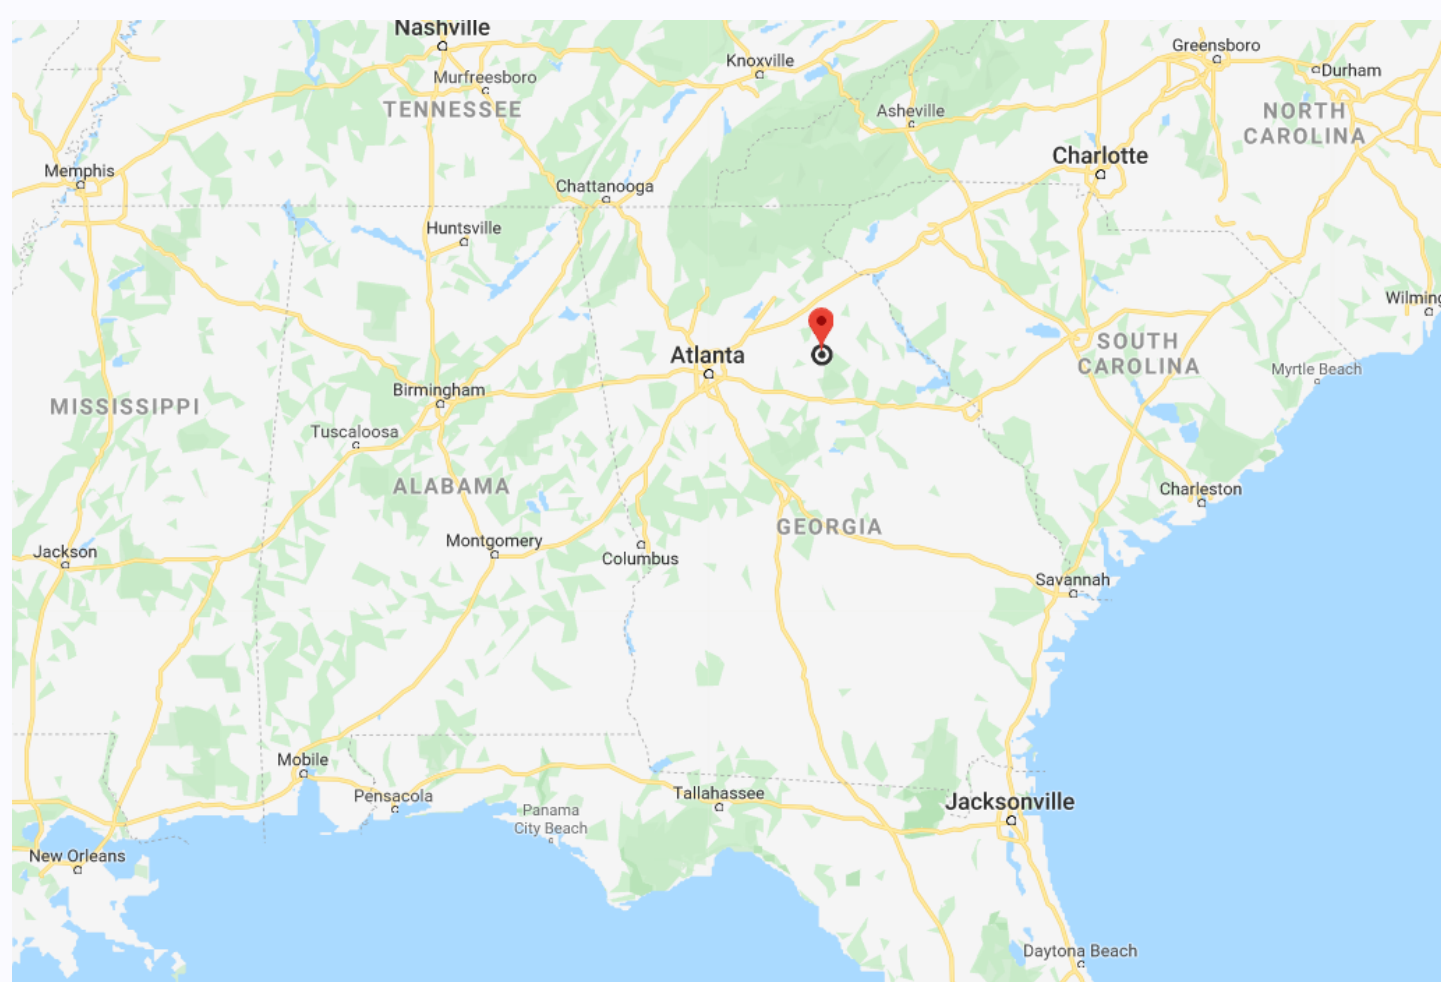 Nashville
Knoxville
Greensboro
Murfreesboro
Durham
TENNESSEE
Asheville
NORTH
CAROLINA
Charlotte
Memphis
Chattanooga
Huntsville
Wilming
SOUTH
CAROLINA
Atlanta
Myrtle Beach
Birmingham
MISSISSIPPI
Tuscaloosa
ALABAMA
Charleston
GEORGIA
Montgomery
Jackson
Columbus
Savannah
Mobile
Tallahassee
Pensacola
Jacksonville
Panama
City Beach
New Orleans
Daytona Beach